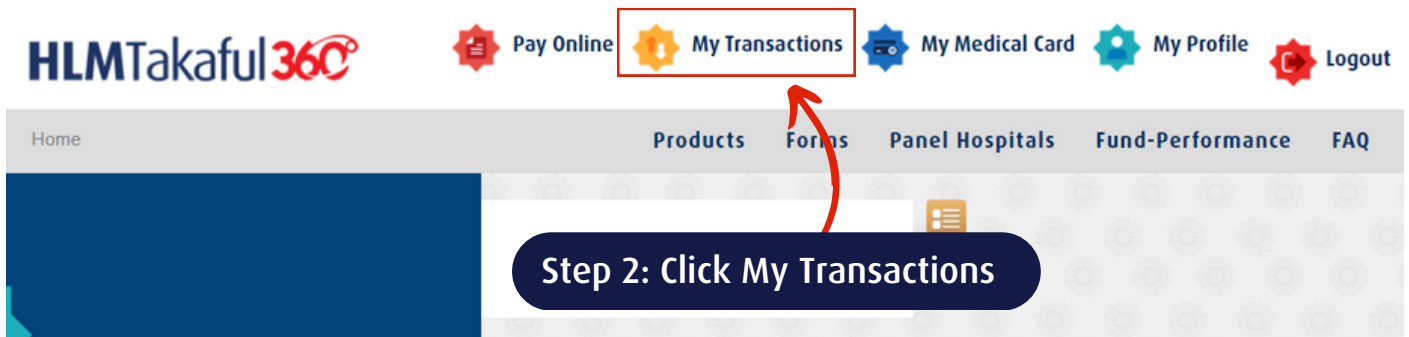 HLMTakaful360°
Pay Online
My Transactions
My Medical Card
My Profile
Logout
Home
Products
Forms
Panel Hospitals
Fund-Performance
FAQ
Step 2: Click My Transactions